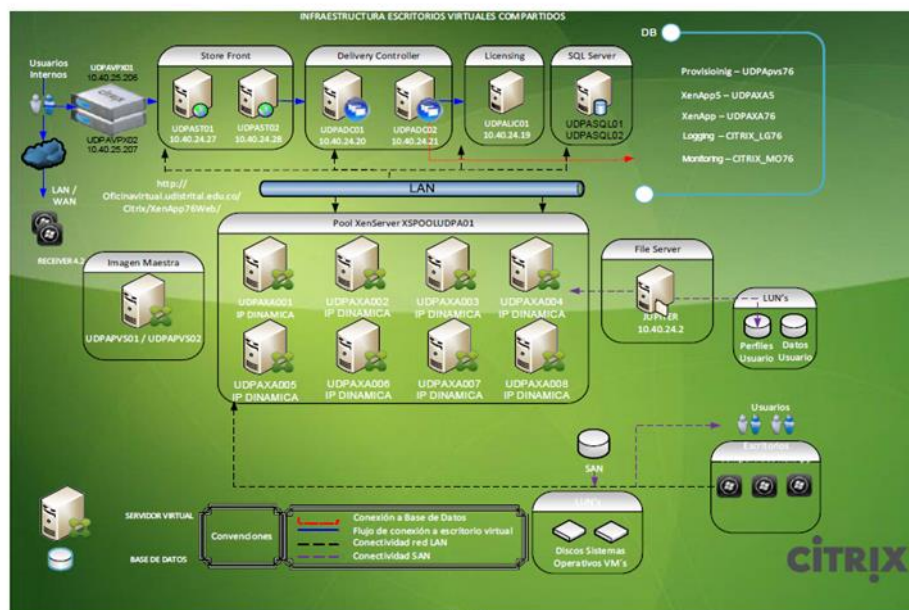 INFRAESTRUCTURA ESCRITORIOS VIRTUALES COMPARTIDOS
Usuarios
Internos
UDPAVPX01
10.40.25.206
citrix
UDPAVPX02
10.40.25.207
LAN /
WAN
RECEIVER 4.2
Store Front
UDPAST01
10.40.24.27
UDPAST02
10.40.24.28
Delivery Controller
UDPADC01
10.40.24.20
UDPADC02
10.40.24.21
Licensing
UDPALIC01
10.40.24.19
SQL Server
UDPASQL01
UDPASQL02
DB
Provisioinig – UDPApvs76
XenApp5 – UDPAXA5
XenApp – UDPAXA76
Logging – CITRIX_LG76
Monitoring – CITRIX_MO76
http://
Oficinavirtual.udistrital.edu.co/
Citrix/XenApp76Web/
LAN
Pool XenServer XSPOOLUDPA01
UDPAXA001
IP DINAMICA
UDPAXA002
IP DINAMICA
UDPAXA003
IP DINAMICA
UDPAXA004
IP DINAMICA
UDPAXA005
IP DINAMICA
UDPAXA006
IP DINAMICA
UDPAXA007
IP DINAMICA
UDPAXA008
IP DINAMICA
Imagen Maestra
UDPAPVS01 / UDPAPVS02
File Server
JUPITER
10.40.24.2
LUN's
Perfiles
Usuario
Datos
Usuario
Usuarios
Escritorios
SAN
LUN's
Discos Sistemas
Operativos VM´s
SERVIDOR VIRTUAL
BASE DE DATOS
Convenciones
Conexión a Base de Datos
Flujo de conexión a escritorio virtual
Conectividad red LAN
Conectividad SAN
CİTRIX